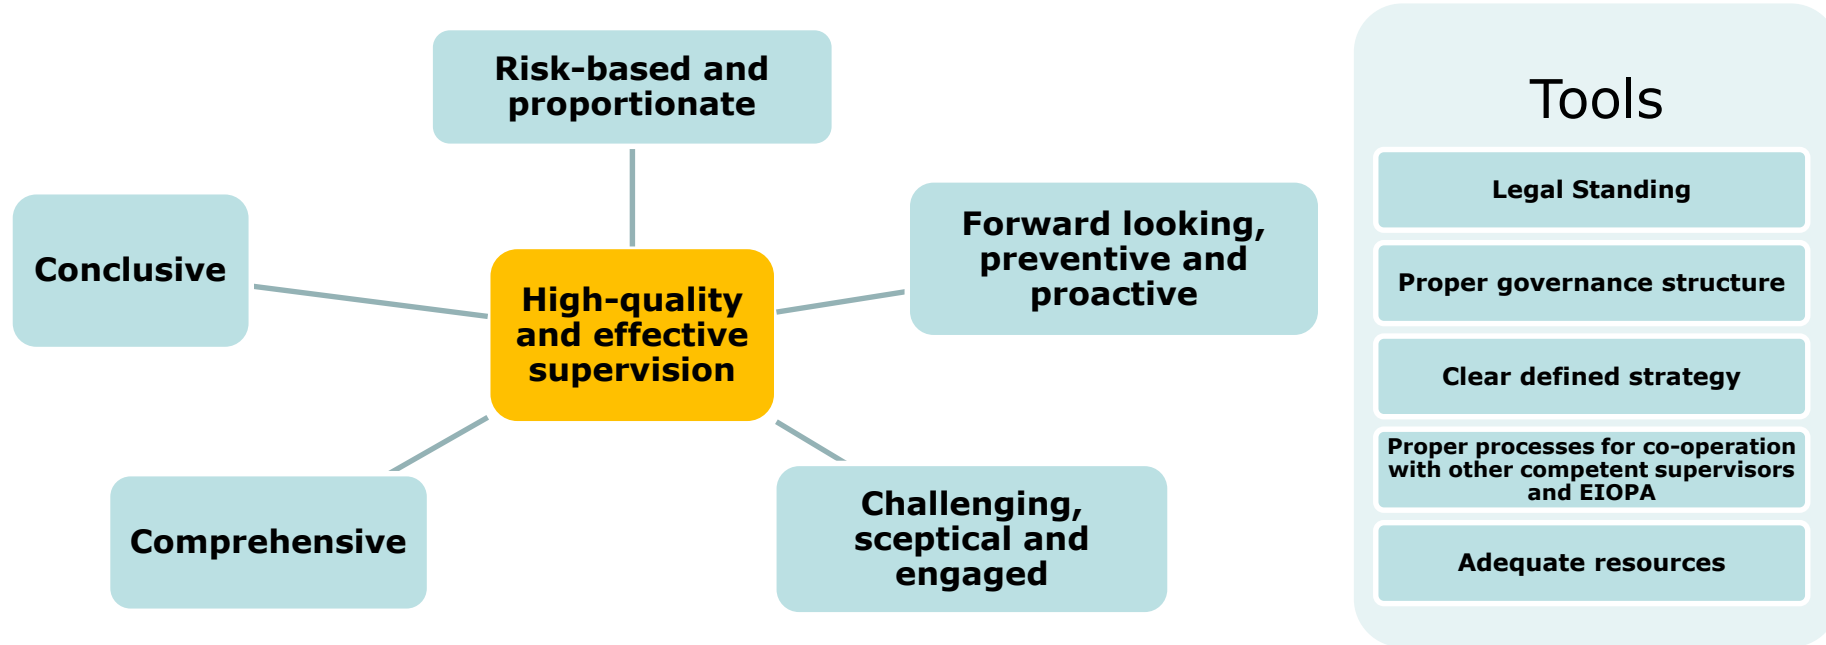 Risk-based and
proportionate
Conclusive
Forward looking,
preventive and
proactive
High-quality
and effective
supervision
Comprehensive
Challenging,
sceptical and
engaged
Tools
Legal Standing
Proper governance structure
Clear defined strategy
Proper processes for co-operation
with other competent supervisors
and EIOPA
Adequate resources